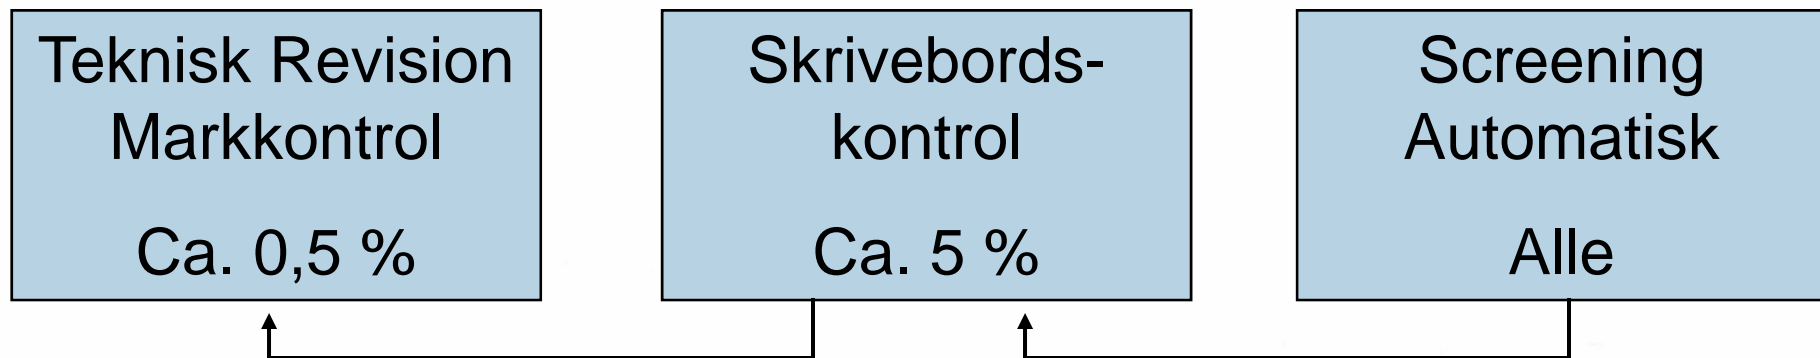 Teknisk Revision
Markkontrol
Ca. 0,5 %
Skrivebords-
kontrol
Ca. 5 %
Screening
Automatisk
Alle